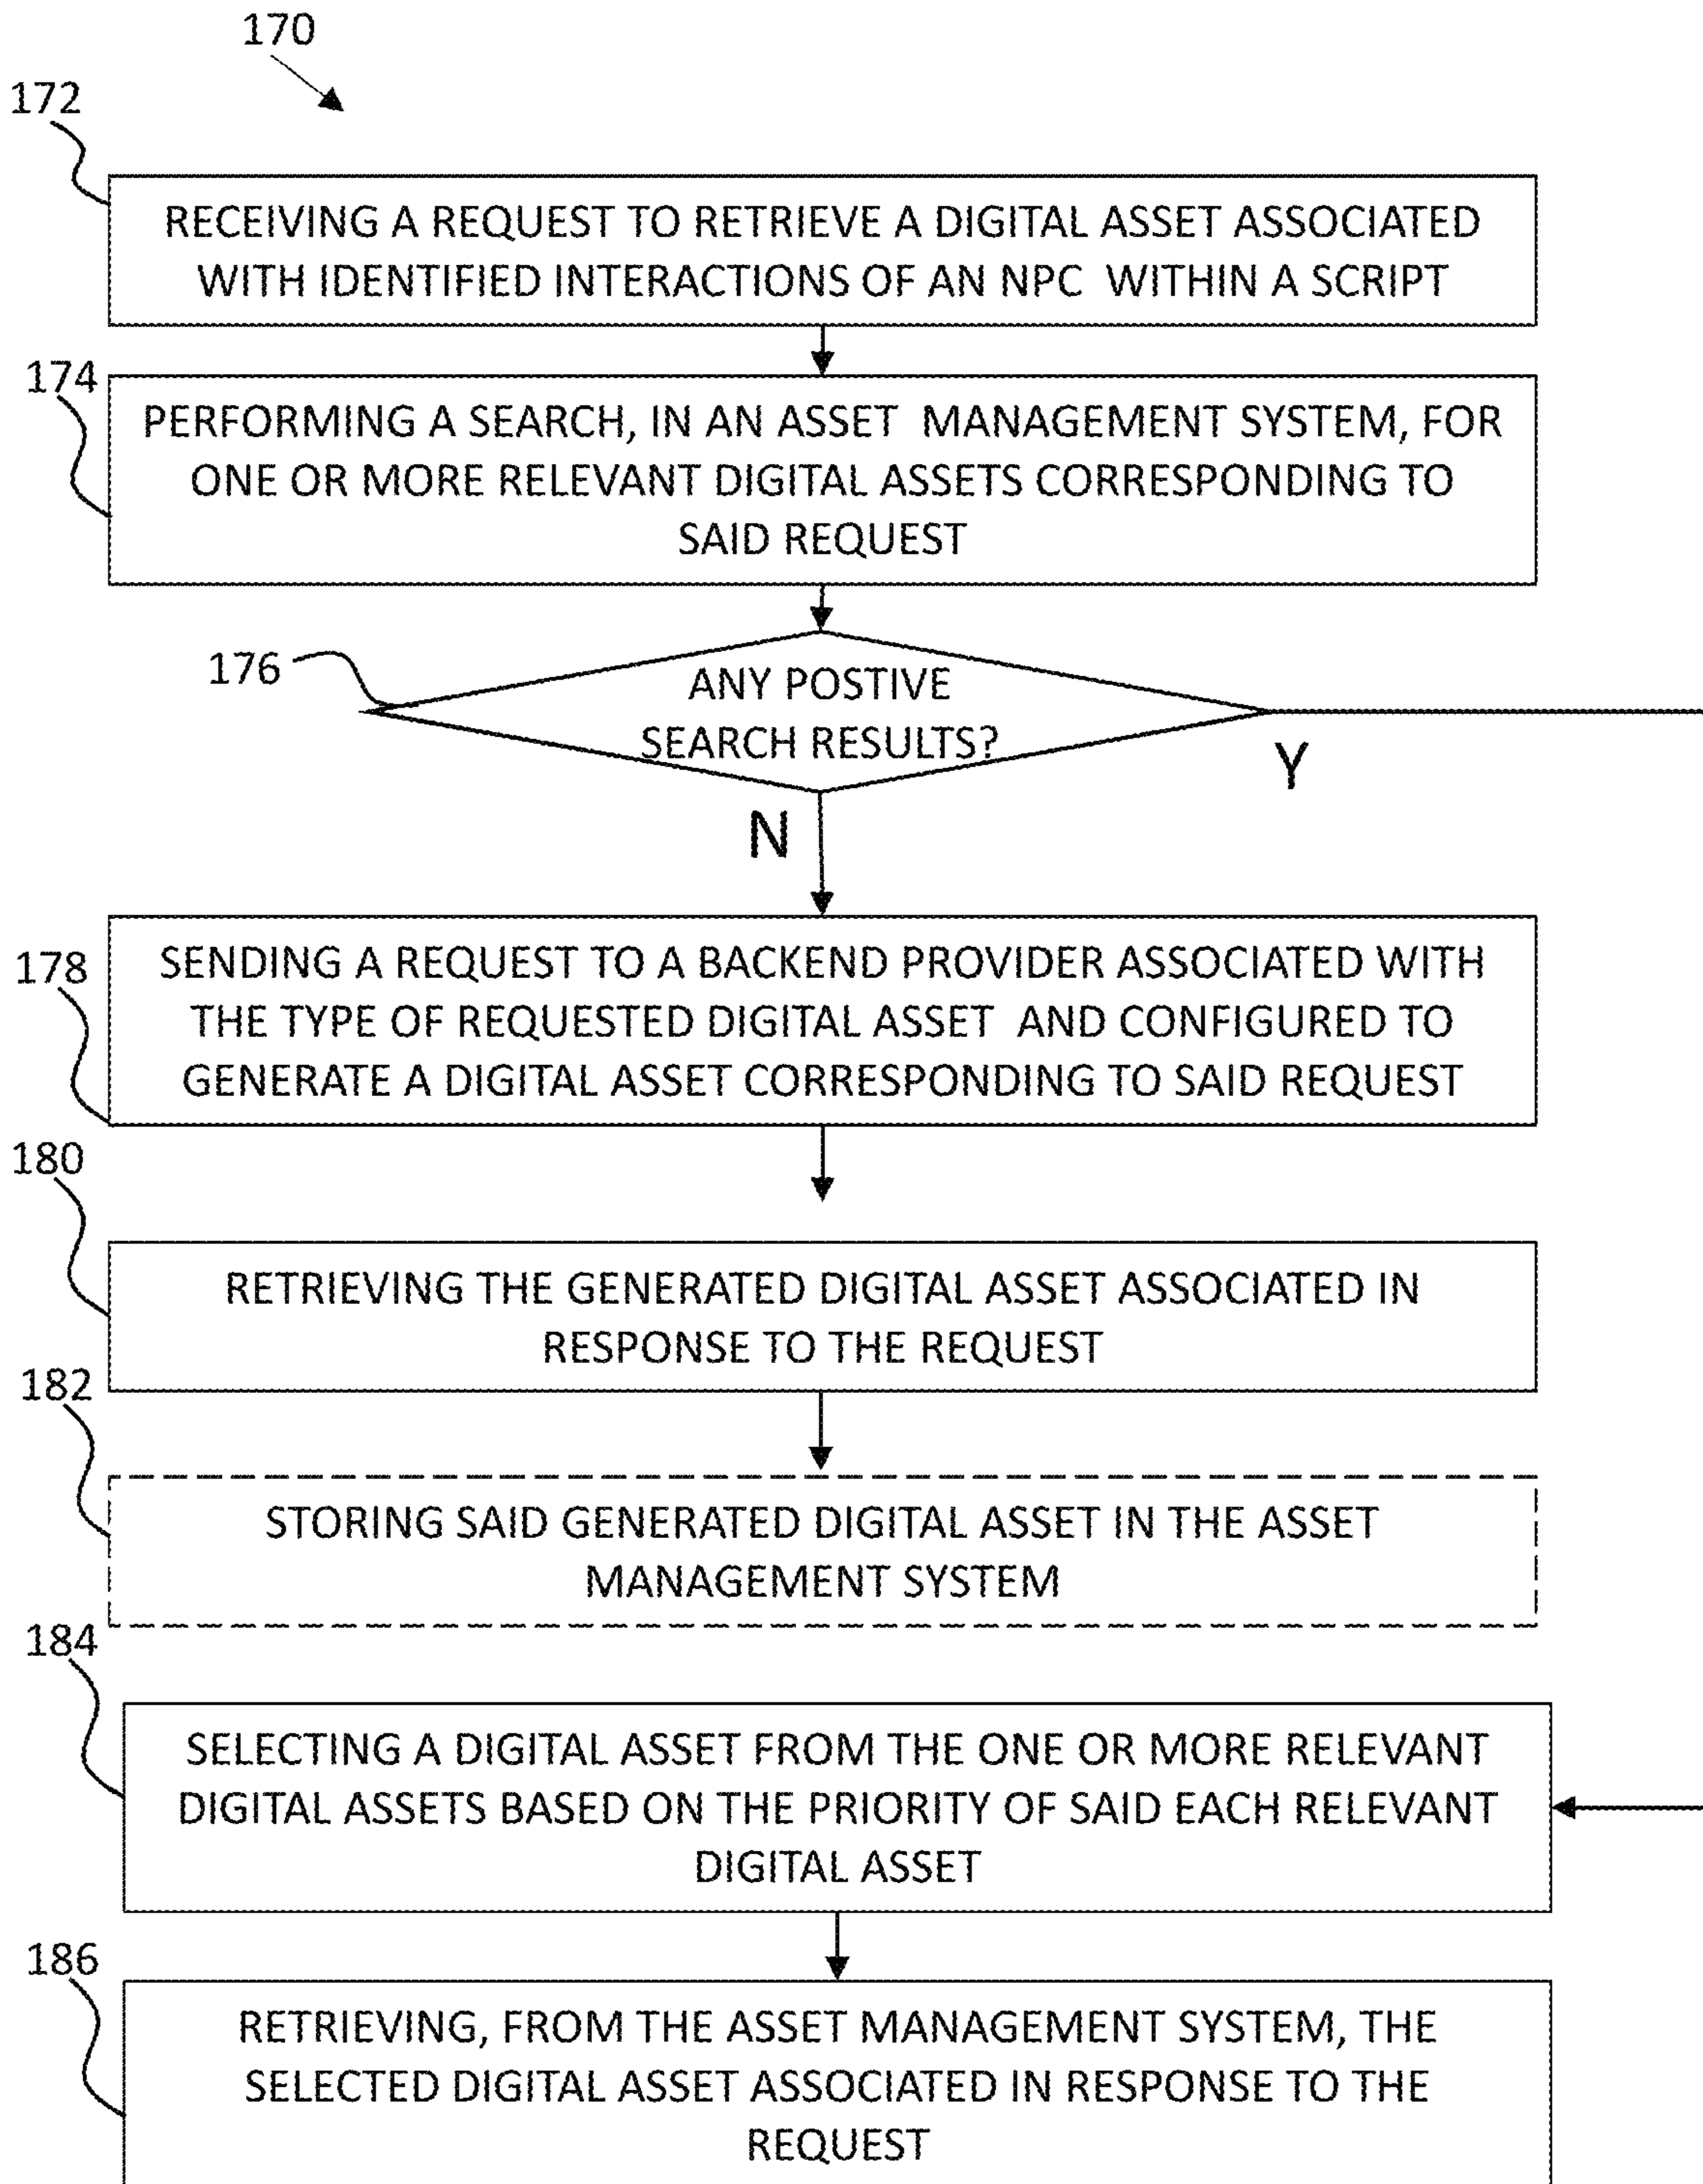 170
172
RECEIVING A REQUEST TO RETRIEVE A DIGITAL ASSET ASSOCIATED
WITH IDENTIFIED INTERACTIONS OF AN NPC WITHIN A SCRIPT
174
PERFORMING A SEARCH, IN AN ASSET MANAGEMENT SYSTEM, FOR
ONE OR MORE RELEVANT DIGITAL ASSETS CORRESPONDING TO
SAID REQUEST
176
ANY POSTIVE
SEARCH RESULTS?
Y
N
178
SENDING A REQUEST TO A BACKEND PROVIDER ASSOCIATED WITH
THE TYPE OF REQUESTED DIGITAL ASSET AND CONFIGURED TO
GENERATE A DIGITAL ASSET CORRESPONDING TO SAID REQUEST
180
RETRIEVING THE GENERATED DIGITAL ASSET ASSOCIATED IN
RESPONSE TO THE REQUEST
182
STORING SAID GENERATED DIGITAL ASSET IN THE ASSET
MANAGEMENT SYSTEM
184
SELECTING A DIGITAL ASSET FROM THE ONE OR MORE RELEVANT
DIGITAL ASSETS BASED ON THE PRIORITY OF SAID EACH RELEVANT
DIGITAL ASSET
186
RETRIEVING, FROM THE ASSET MANAGEMENT SYSTEM, THE
SELECTED DIGITAL ASSET ASSOCIATED IN RESPONSE TO THE
REQUEST